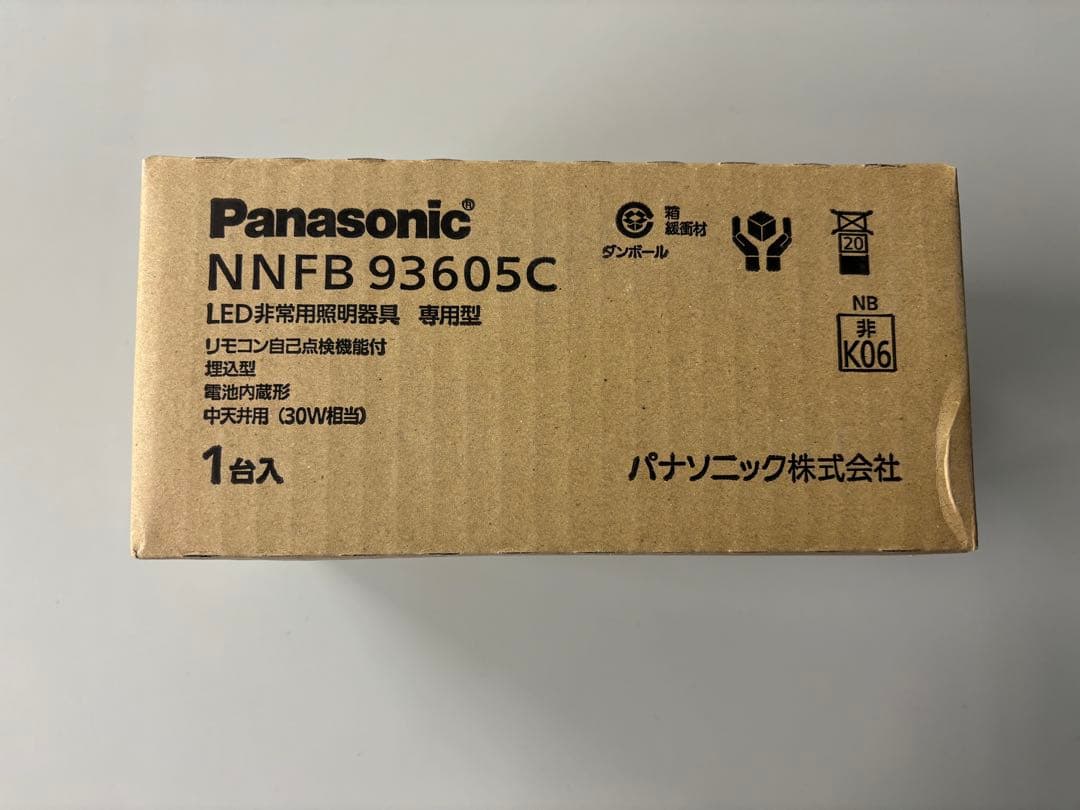 Panasonic®
NNFB 93605C
LED非常用照明器具 専用型
リモコン自己点検機能付
埋込型
電池内蔵形
中天井用（30W相当）
1台入
箱
緩衝材
ダンボール
20
NB
非
K06
パナソニック株式会社